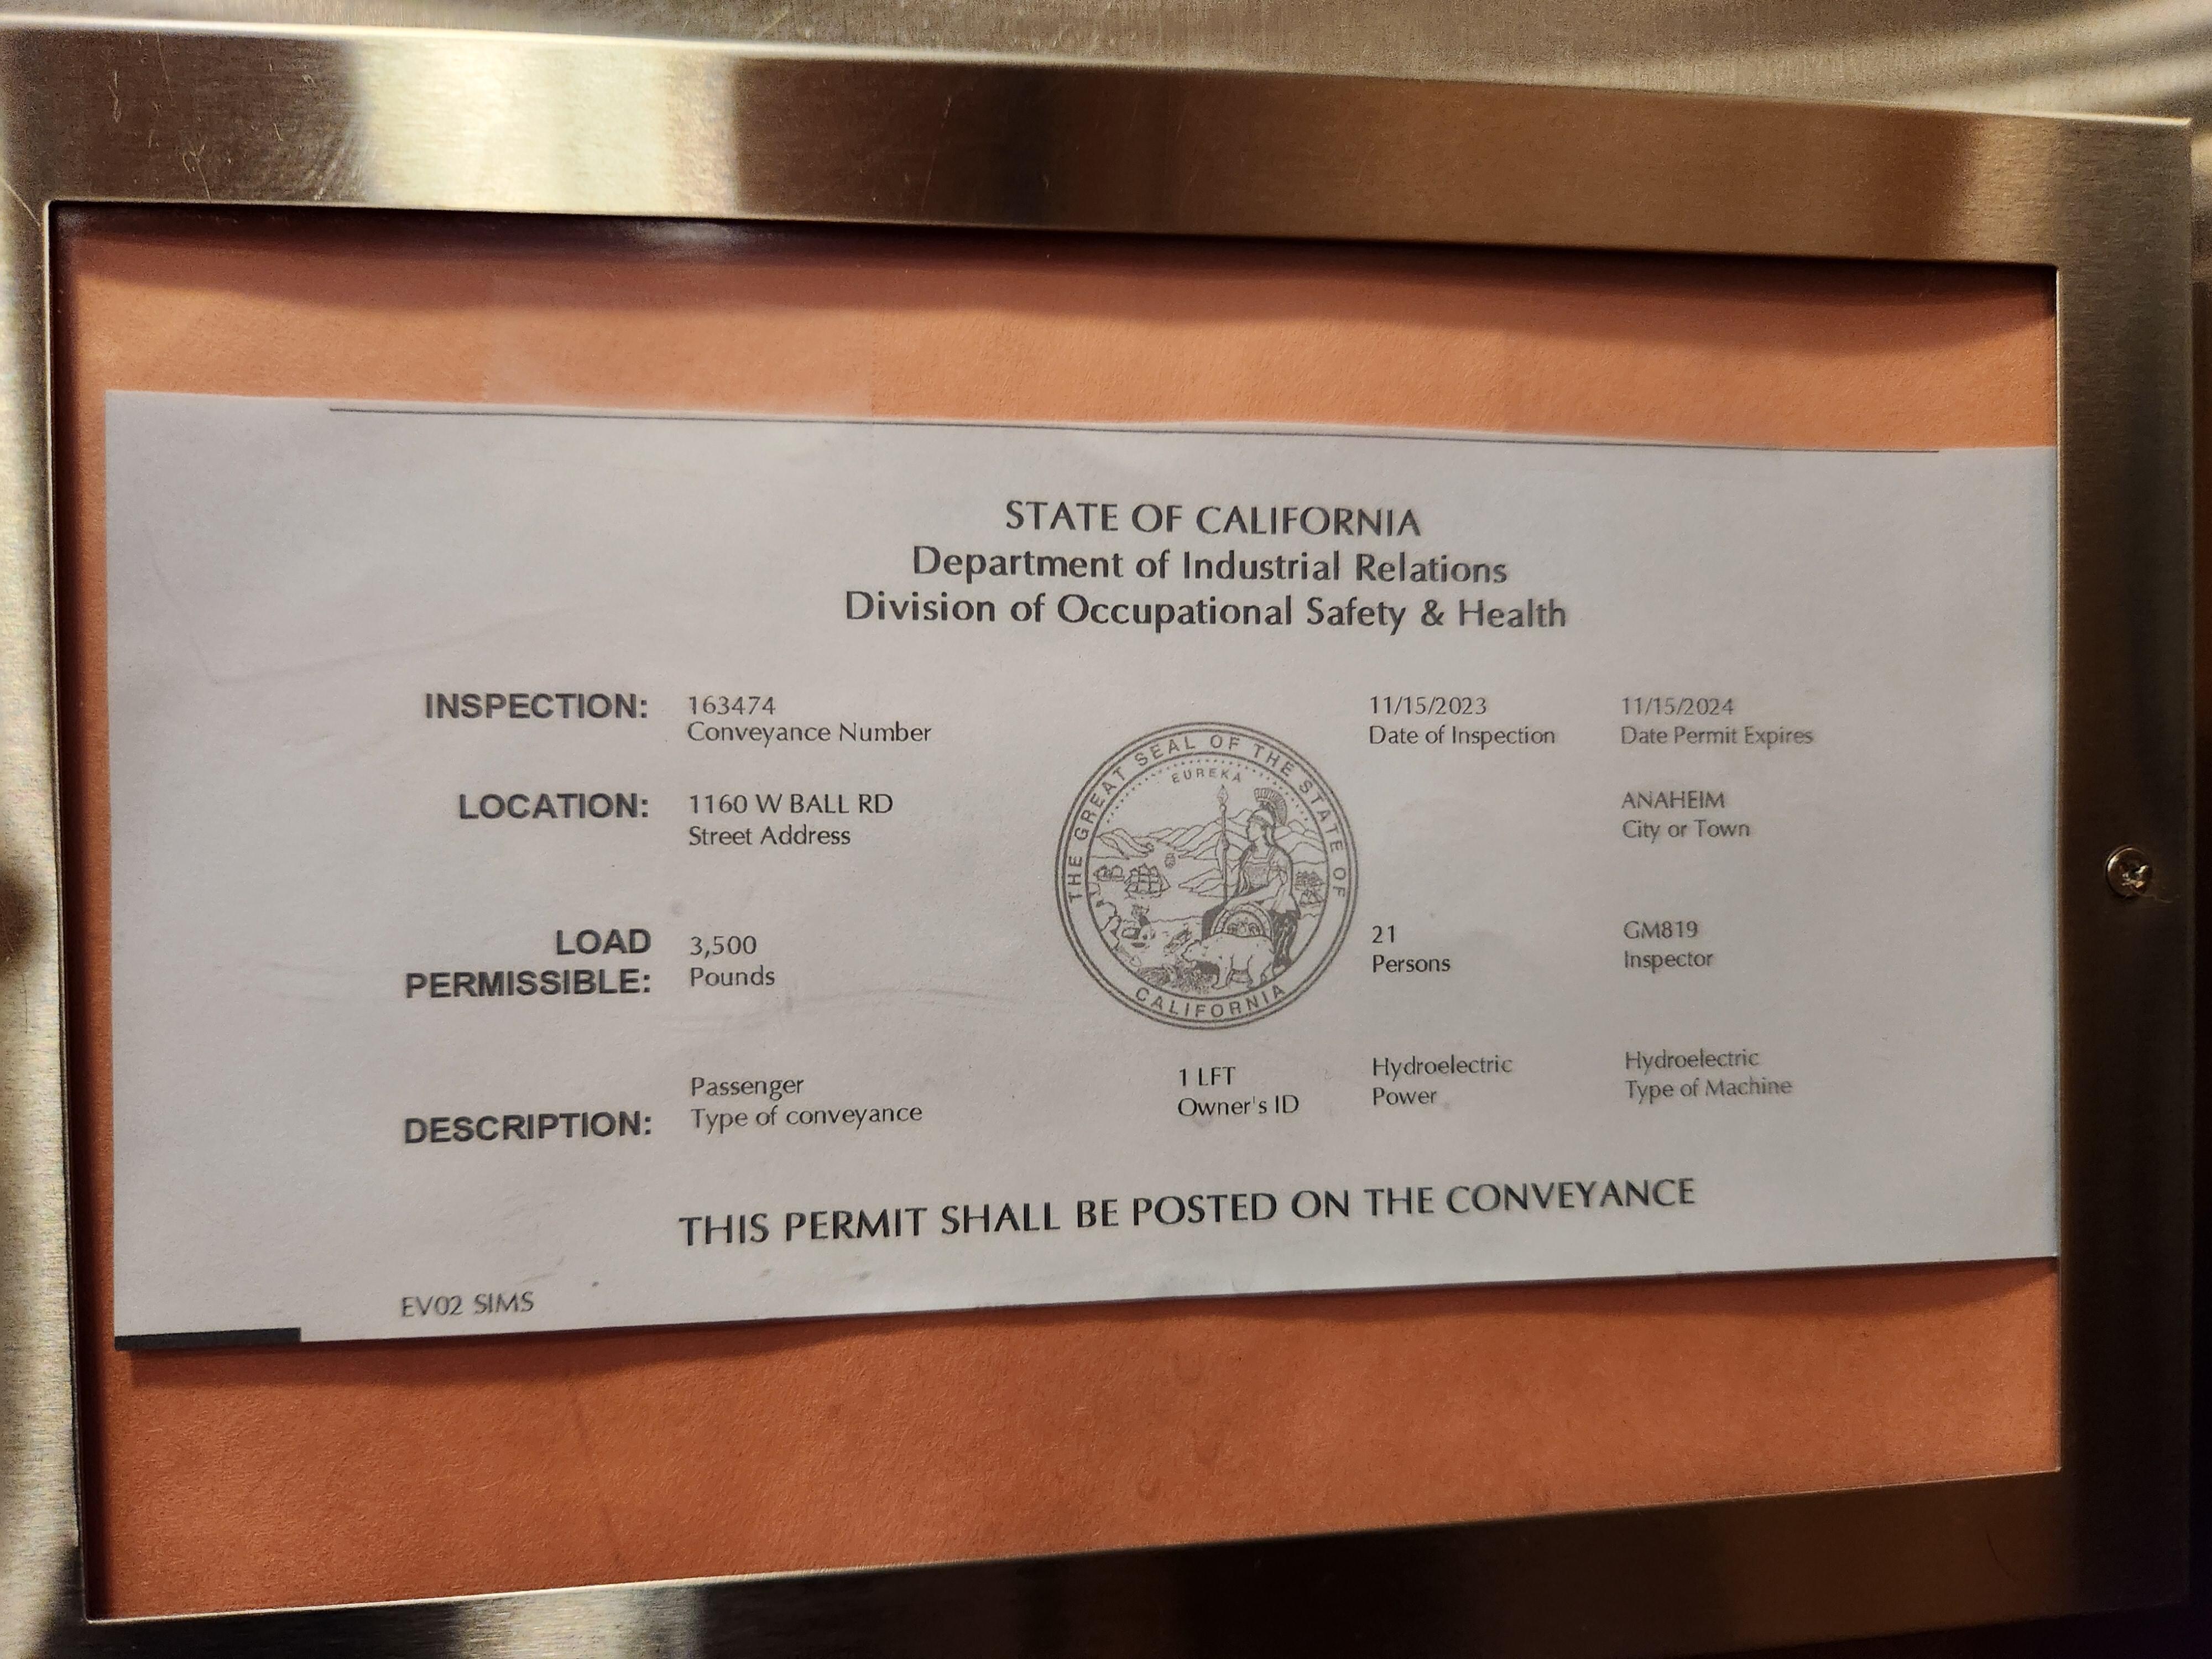 STATE OF CALIFORNIA
Department of Industrial Relations
Division of Occupational Safety & Health
INSPECTION: 163474 11/15/2023 11/15/2024
Conveyance Number Date of Inspection Date Permit Expires
THE GREAT SEAL OF THE STATE OF CALIFORNIA
EUREKA
LOCATION: 1160 W BALL RD ANAHEIM
Street Address City or Town
LOAD PERMISSIBLE: 3,500 21 GM819
Pounds Persons Inspector
DESCRIPTION: Passenger 1 LFT Hydroelectric Hydroelectric
Type of conveyance Owner's ID Power Type of Machine
THIS PERMIT SHALL BE POSTED ON THE CONVEYANCE
EV02 SIMS